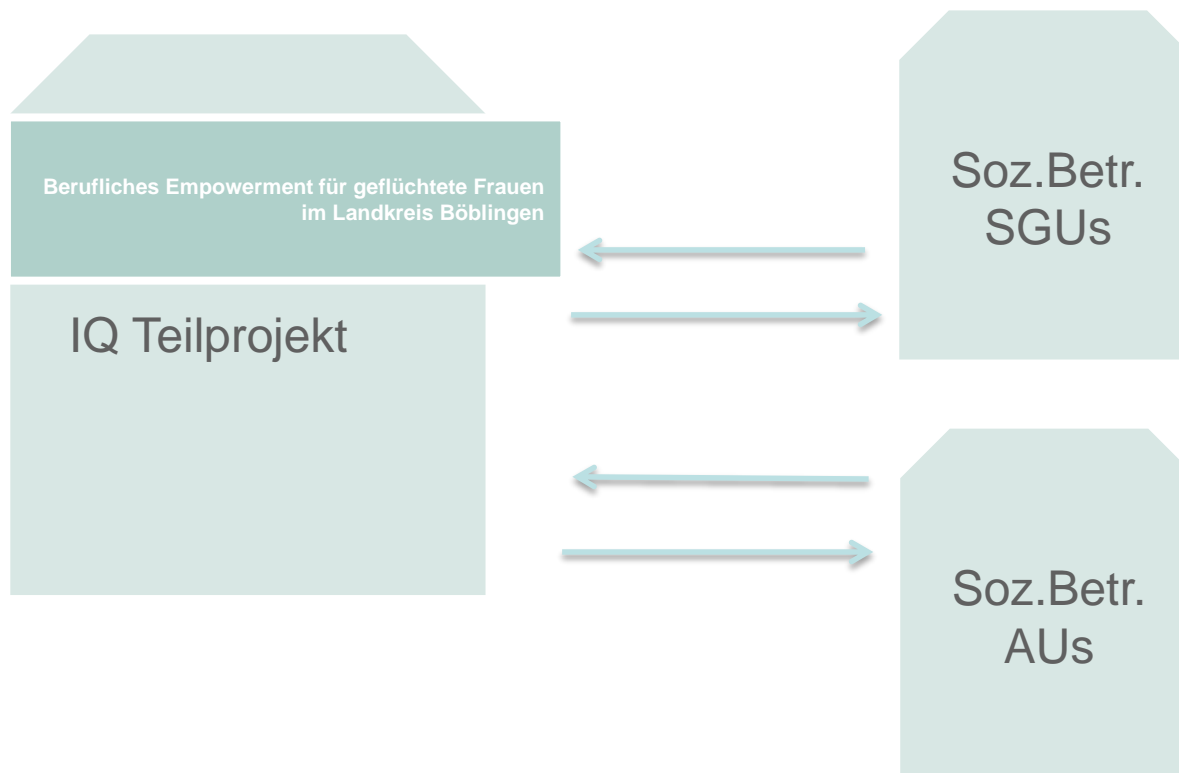 Berufliches Empowerment für geflüchtete Frauen
im Landkreis Böblingen
IQ Teilprojekt
Soz.Betr.
SGUs
Soz.Betr.
AUs